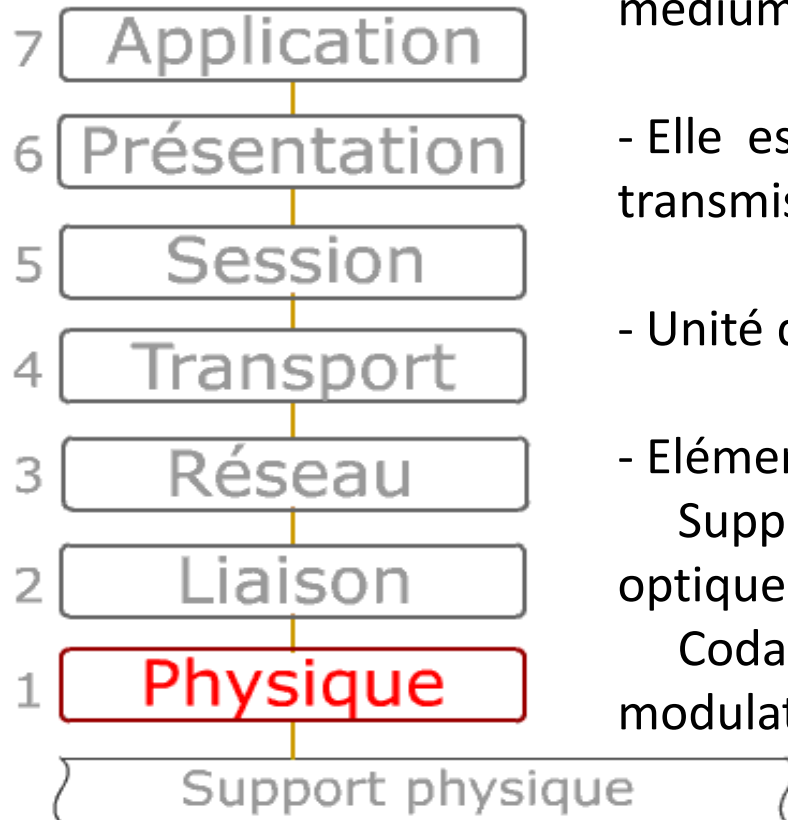 7 Application
6 Présentation
5 Session
4 Transport
3 Réseau
2 Liaison
1 Physique
Support physique
médium
- Elle es
transmis
- Unité
- Elémen
Supp
optique
Coda
modulat